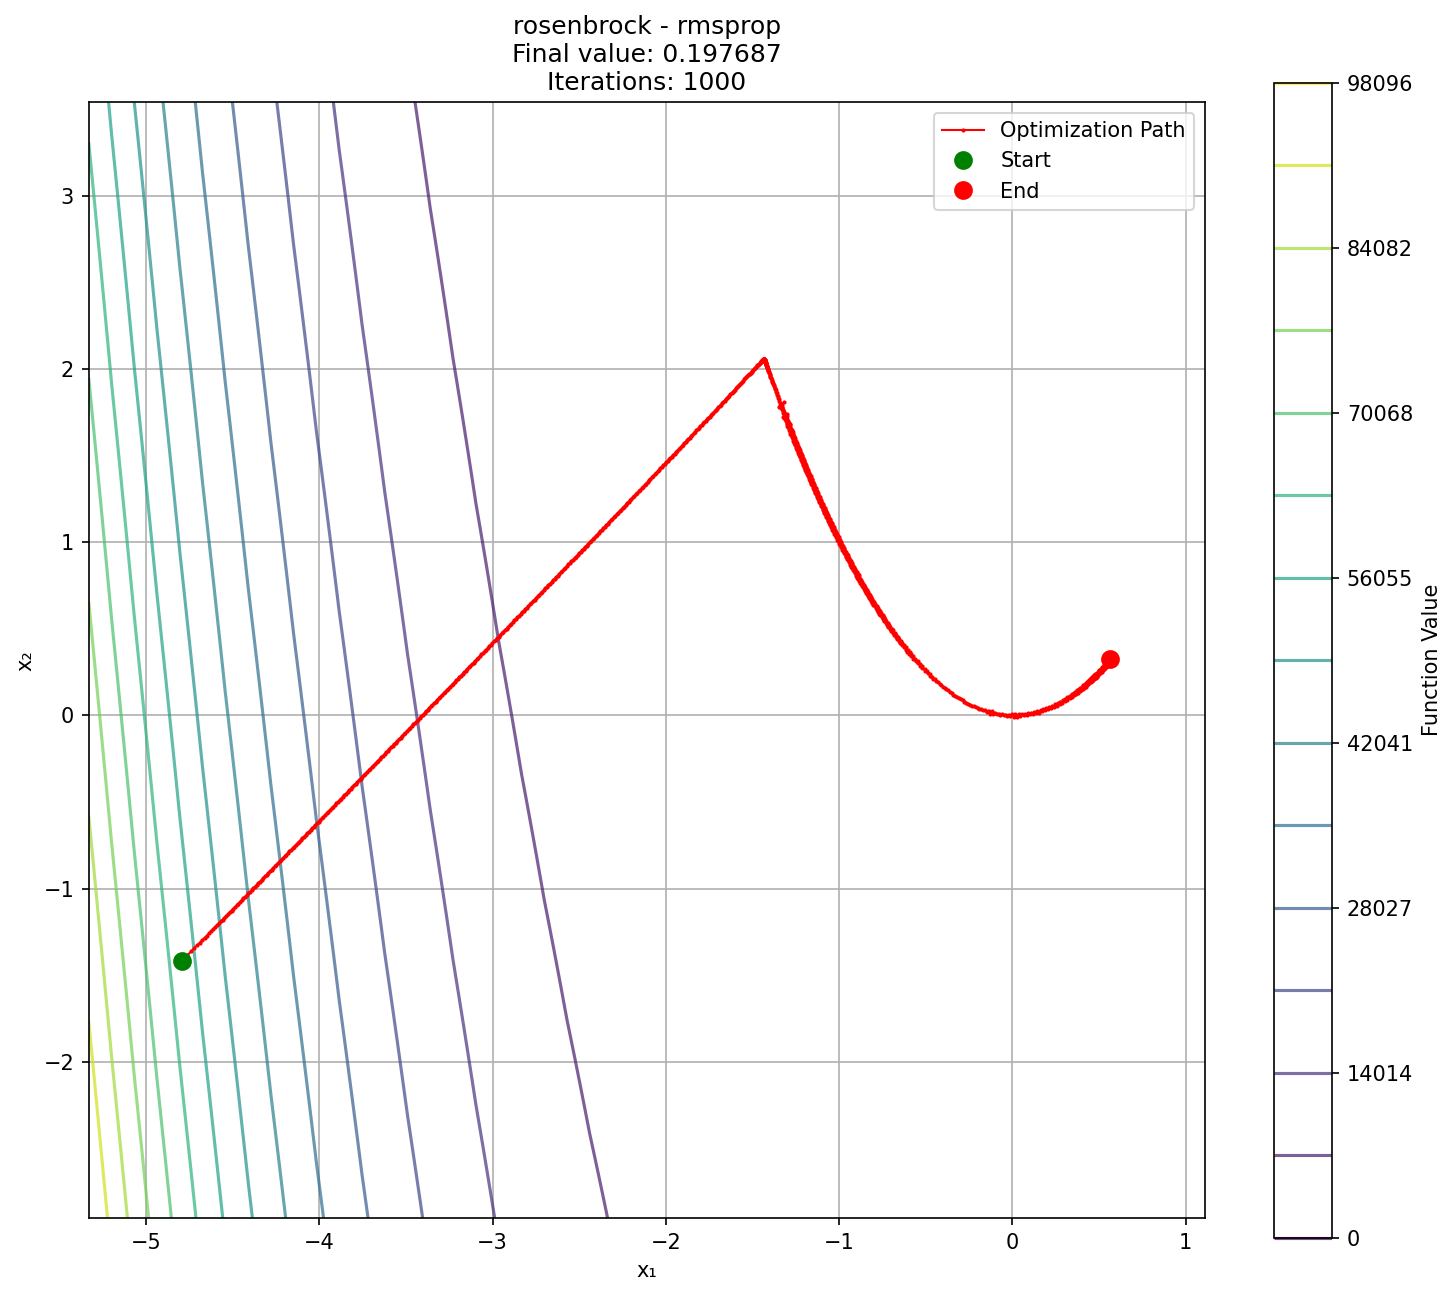 rosenbrock - rmsprop
Final value: 0.197687
Iterations: 1000
Optimization Path
Start
End
3
2
1
0
−1
−2
x₂
−5
−4
−3
−2
−1
0
1
x₁
98096
84082
70068
56055
42041
28027
14014
0
Function Value